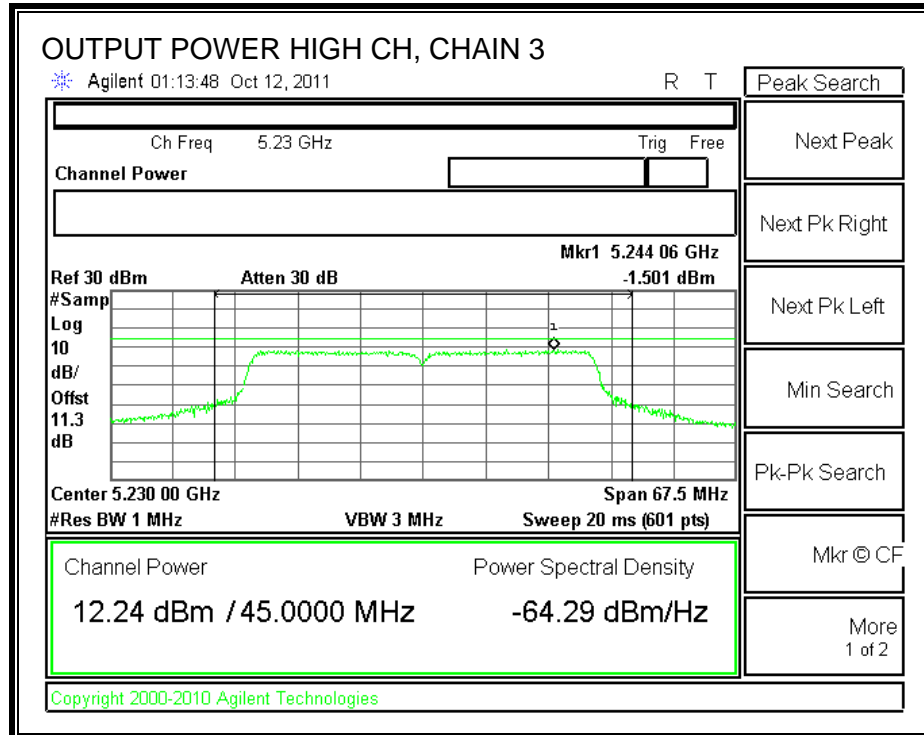 OUTPUT POWER HIGH CH, CHAIN 3
Agilent 01:13:48 Oct 12, 2011
R T
Peak Search
Ch Freq 5.23 GHz
Trig Free
Channel Power
Next Peak
Next Pk Right
Next Pk Left
Min Search
Pk-Pk Search
Mkr © CF
More
1 of 2
Mkr1 5.244 06 GHz
Ref 30 dBm
Atten 30 dB
-1.501 dBm
#Samp
Log
10
dB/
Offst
11.3
dB
1
Center 5.230 00 GHz
Span 67.5 MHz
#Res BW 1 MHz
VBW 3 MHz
Sweep 20 ms (601 pts)
Channel Power
Power Spectral Density
12.24 dBm / 45.0000 MHz
-64.29 dBm/Hz
Copyright 2000-2010 Agilent Technologies